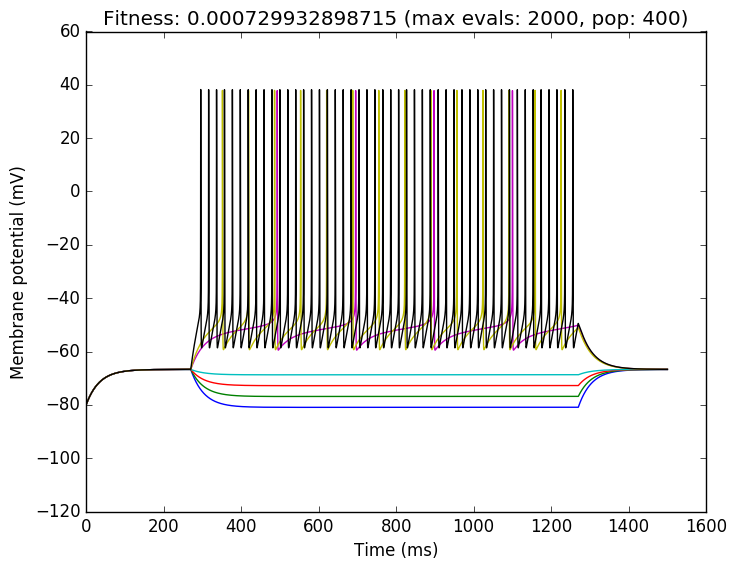 Fitness: 0.000729932898715 (max evals: 2000, pop: 400)
60
40
20
0
−20
−40
−60
−80
−100
−120
Membrane potential (mV)
0 200 400 600 800 1000 1200 1400 1600
Time (ms)